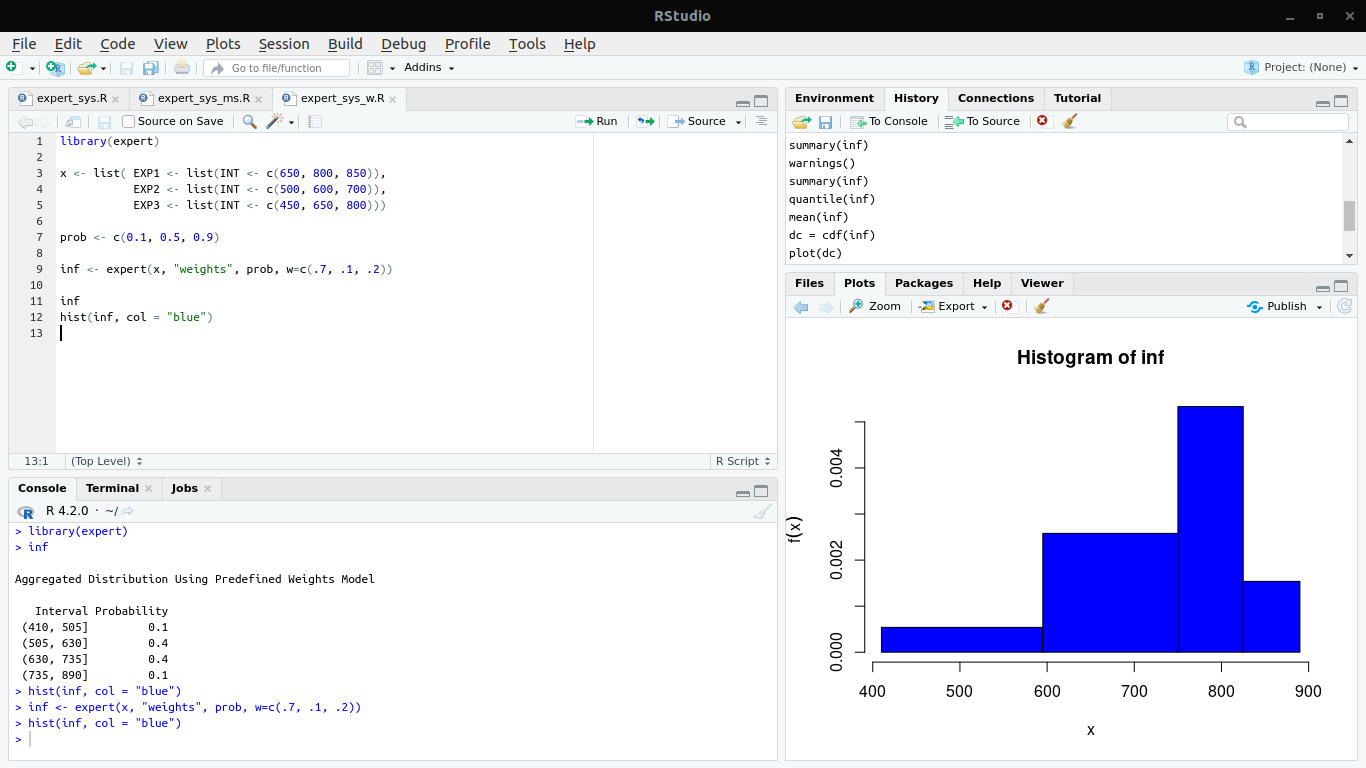 RStudio
File Edit Code View Plots Session Build Debug Profile Tools Help
Go to file/function Addins Project: (None)
expert_sys.R expert_sys_ms.R expert_sys_w.R
Source on Save Run Source
1 library(expert)
2
3 x <- list( EXP1 <- list(INT <- c(650, 800, 850)),
4            EXP2 <- list(INT <- c(500, 600, 700)),
5            EXP3 <- list(INT <- c(450, 650, 800)))
6
7 prob <- c(0.1, 0.5, 0.9)
8
9 inf <- expert(x, "weights", prob, w=c(.7, .1, .2))
10
11 inf
12 hist(inf, col = "blue")
13
13:1 (Top Level) R Script
Console Terminal Jobs
R 4.2.0 · ~/
> library(expert)
> inf
Aggregated Distribution Using Predefined Weights Model
   Interval Probability
 (410, 505]         0.1
 (505, 630]         0.4
 (630, 735]         0.4
 (735, 890]         0.1
> hist(inf, col = "blue")
> inf <- expert(x, "weights", prob, w=c(.7, .1, .2))
> hist(inf, col = "blue")
>
Environment History Connections Tutorial
To Console To Source
summary(inf)
warnings()
summary(inf)
quantile(inf)
mean(inf)
dc = cdf(inf)
plot(dc)
Files Plots Packages Help Viewer
Zoom Export Publish
Histogram of inf
f(x)
0.004
0.002
0.000
400 500 600 700 800 900
x